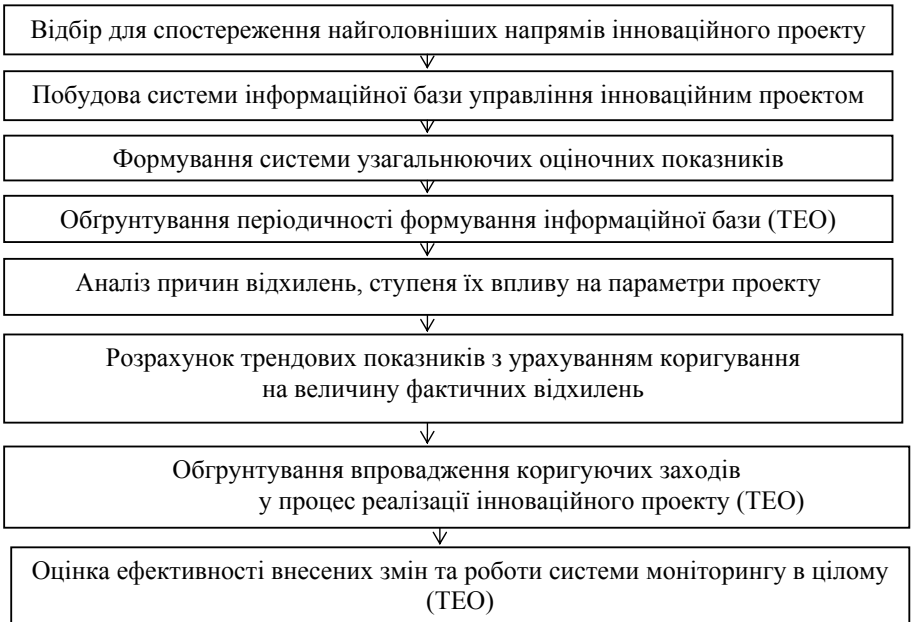 Відбір для спостереження найголовніших напрямів інноваційного проекту
Побудова системи інформаційної бази управління інноваційним проектом
Формування системи узагальнюючих оціночних показників
Обґрунтування періодичності формування інформаційної бази (ТЕО)
Аналіз причин відхилень, ступеня їх впливу на параметри проекту
Розрахунок трендових показників з урахуванням коригування
на величину фактичних відхилень
Обгрунтування впровадження коригуючих заходів
у процес реалізації інноваційного проекту (ТЕО)
Оцінка ефективності внесених змін та роботи системи моніторингу в цілому
(ТЕО)